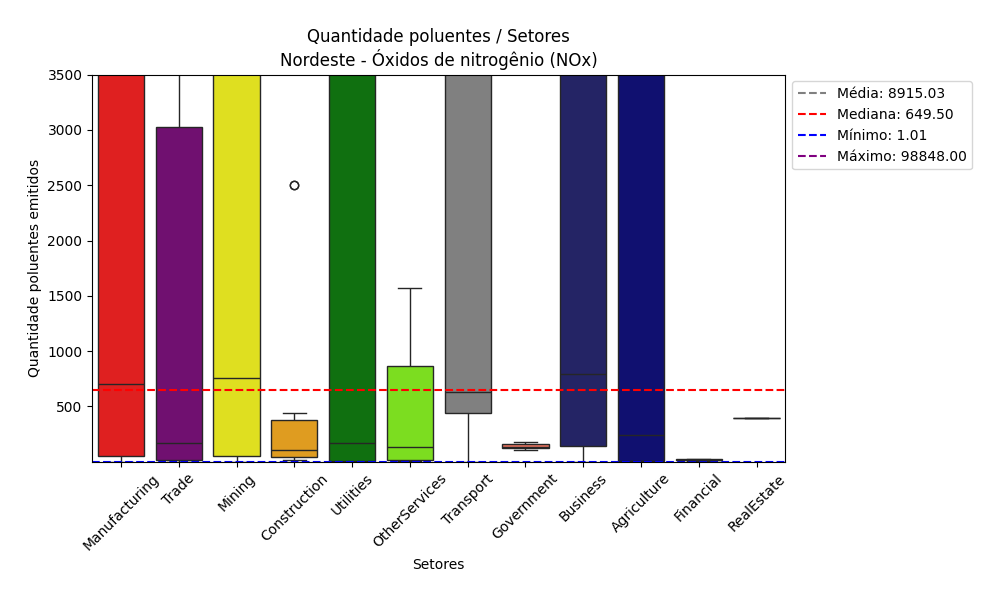 Quantidade poluentes / Setores
Nordeste - Óxidos de nitrogênio (NOx)
Quantidade poluentes emitidos
3500
3000
2500
2000
1500
1000
500
Manufacturing
Trade
Mining
Construction
Utilities
OtherServices
Transport
Government
Business
Agriculture
Financial
RealEstate
Setores
Média: 8915.03
Mediana: 649.50
Mínimo: 1.01
Máximo: 98848.00